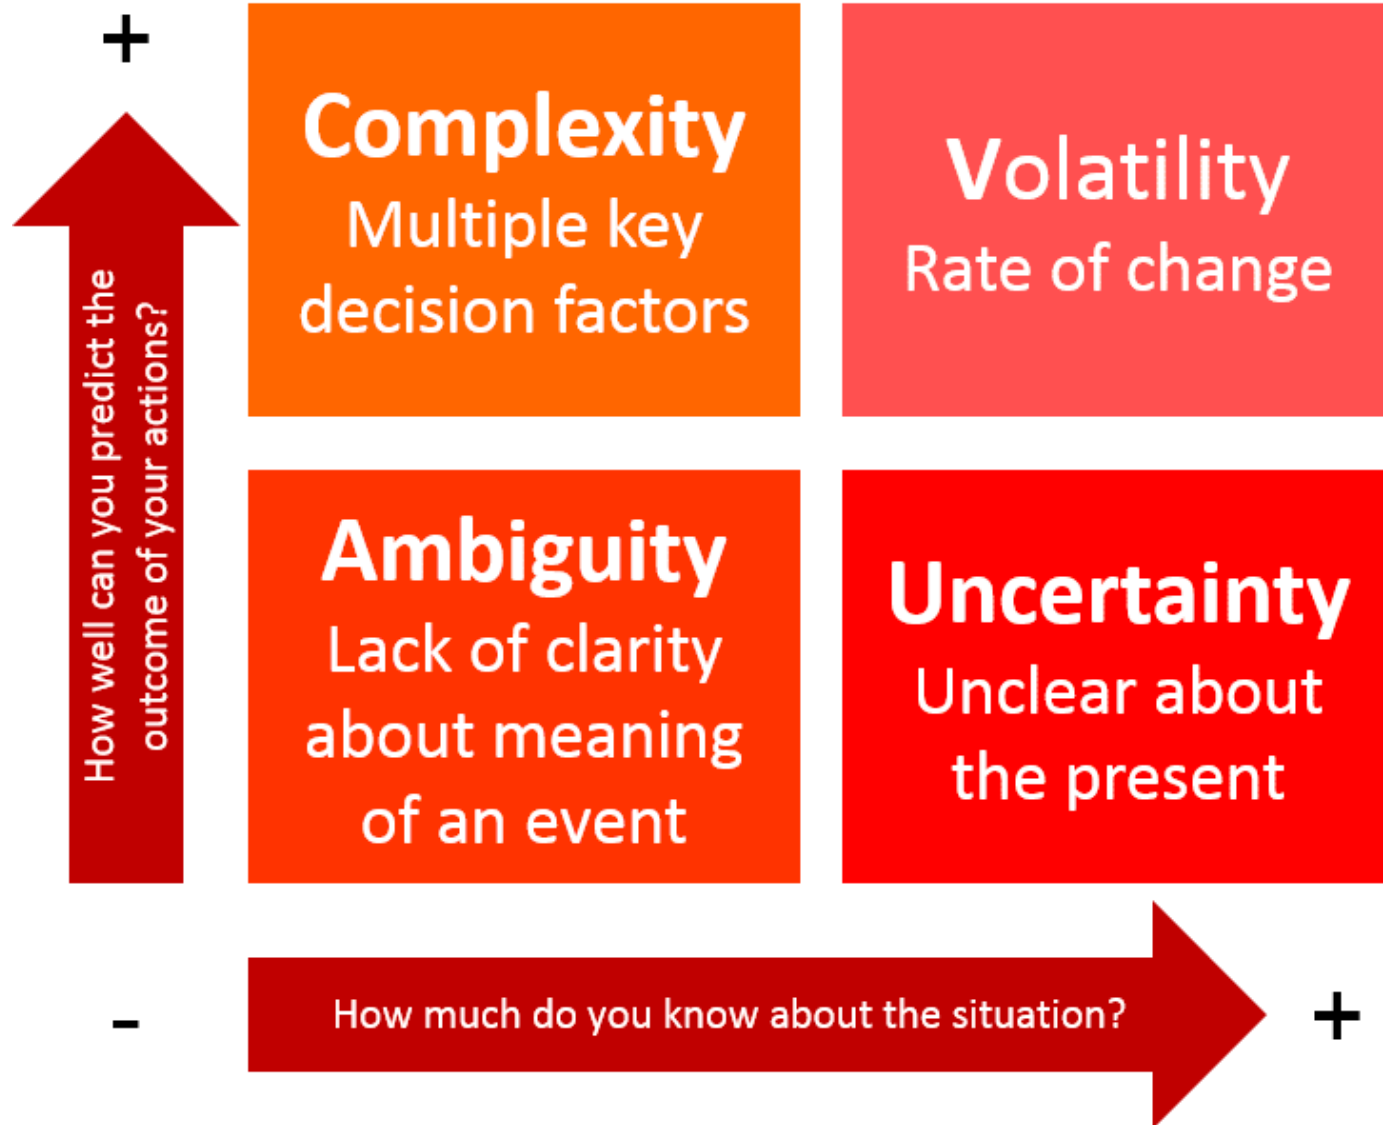 +
Complexity
Multiple key
decision factors
Volatility
Rate of change
How well can you predict the
outcome of your actions?
Ambiguity
Lack of clarity
about meaning
of an event
Uncertainty
Unclear about
the present
-
How much do you know about the situation?
+